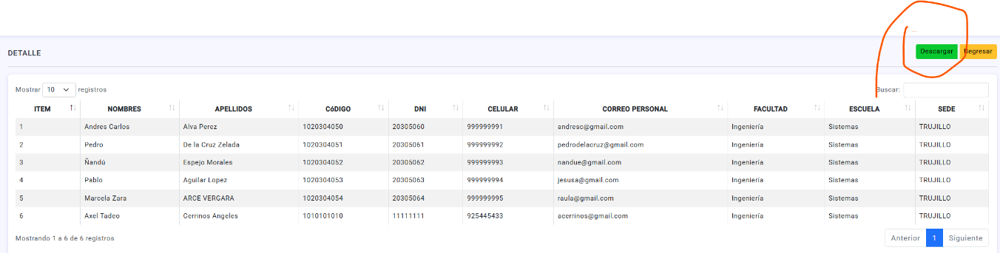 DETALLE Descargar Regresar
Mostrar 10 registros Buscar:
ITEM NOMBRES APELLIDOS CóDIGO DNI CELULAR CORREO PERSONAL FACULTAD ESCUELA SEDE
1 Andres Carlos Alva Perez 1020304050 20305060 999999991 andresc@gmail.com Ingeniería Sistemas TRUJILLO
2 Pedro De la Cruz Zelada 1020304051 20305061 999999992 pedrodelacruz@gmail.com Ingeniería Sistemas TRUJILLO
3 Ñandú Espejo Morales 1020304052 20305062 999999993 nandue@gmail.com Ingeniería Sistemas TRUJILLO
4 Pablo Aguilar Lopez 1020304053 20305063 999999994 jesusa@gmail.com Ingeniería Sistemas TRUJILLO
5 Marcela Zara ARCE VERGARA 1020304054 20305064 999999995 raula@gmail.com Ingeniería Sistemas TRUJILLO
6 Axel Tadeo Cerrinos Angeles 1010101010 11111111 925445433 acerrinos@gmail.com Ingeniería Sistemas TRUJILLO
Mostrando 1 a 6 de 6 registros Anterior 1 Siguiente